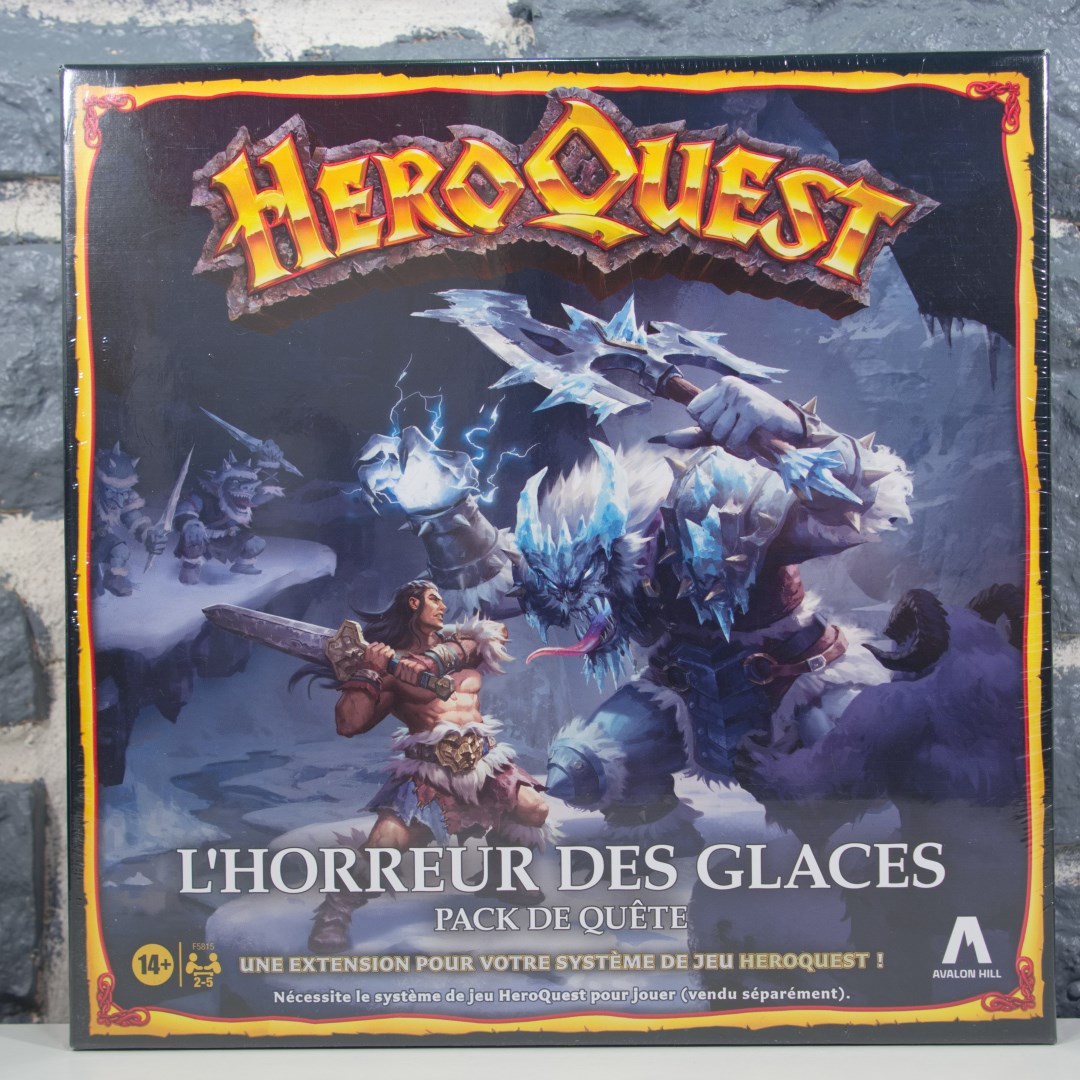 HEROQUEST
L'HORREUR DES GLACES
PACK DE QUÊTE
14+
F5815
2-5
UNE EXTENSION POUR VOTRE SYSTÈME DE JEU HEROQUEST !
Nécessite le système de jeu HeroQuest pour jouer (vendu séparément).
AVALON HILL